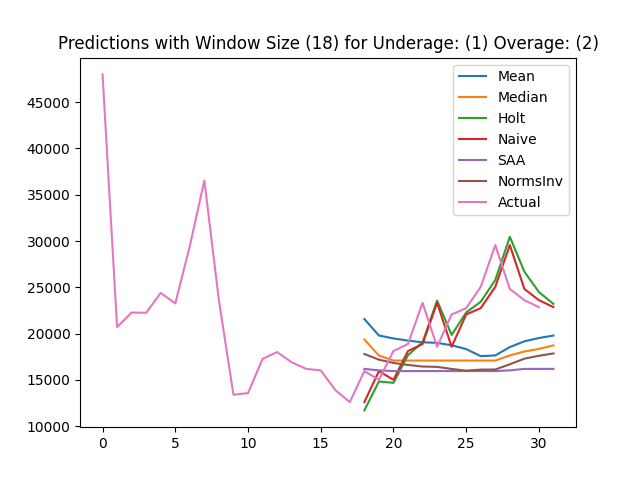 Predictions with Window Size (18) for Underage: (1) Overage: (2)
Mean
Median
Holt
Naive
SAA
NormsInv
Actual
45000
40000
35000
30000
25000
20000
15000
10000
0 5 10 15 20 25 30